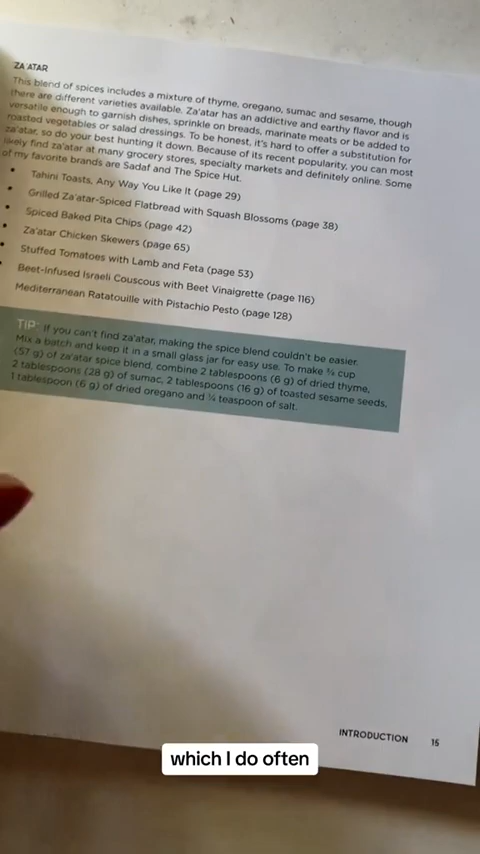 ZA'ATAR
This blend of spices includes a mixture of thyme, oregano, sumac and sesame, though
there are different varieties available. Za'atar has an addictive and earthy flavor and is
versatile enough to garnish dishes, sprinkle on breads, marinate meats or be added to
roasted vegetables or salad dressings. To be honest, it's hard to offer a substitution for
za'atar, so do your best hunting it down. Because of its recent popularity, you can most
likely find za'atar at many grocery stores, specialty markets and definitely online. Some
of my favorite brands are Sadaf and The Spice Hut.
• Tahini Toasts, Any Way You Like It (page 29)
• Grilled Za'atar-Spiced Flatbread with Squash Blossoms (page 38)
• Spiced Baked Pita Chips (page 42)
• Za'atar Chicken Skewers (page 65)
• Stuffed Tomatoes with Lamb and Feta (page 53)
• Beet-Infused Israeli Couscous with Beet Vinaigrette (page 116)
Mediterranean Ratatouille with Pistachio Pesto (page 128)
TIP: If you can't find za'atar, making the spice blend couldn't be easier.
Mix a batch and keep it in a small glass jar for easy use. To make ⅔ cup
(57 g) of za'atar spice blend, combine 2 tablespoons (6 g) of dried thyme,
2 tablespoons (28 g) of sumac, 2 tablespoons (16 g) of toasted sesame seeds,
1 tablespoon (6 g) of dried oregano and ¼ teaspoon of salt.
INTRODUCTION 15
which I do often